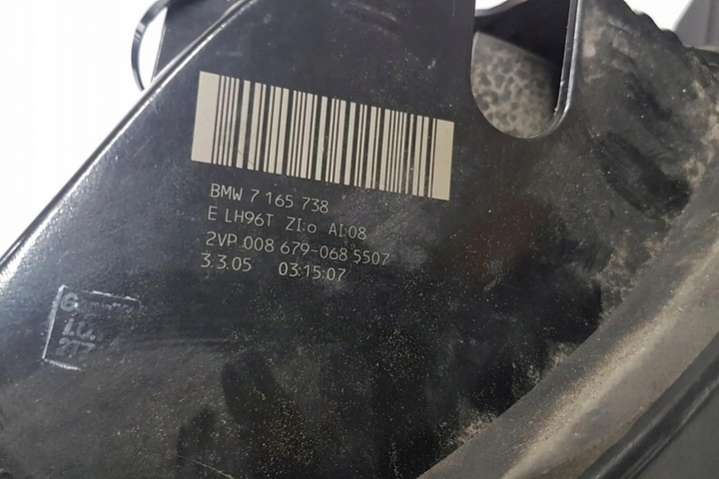 BMW 7 165 738
E LH96T ZI:o AI:08
2VP 008 679-068 5507
3.3.05 03:15:07
i.O.
217